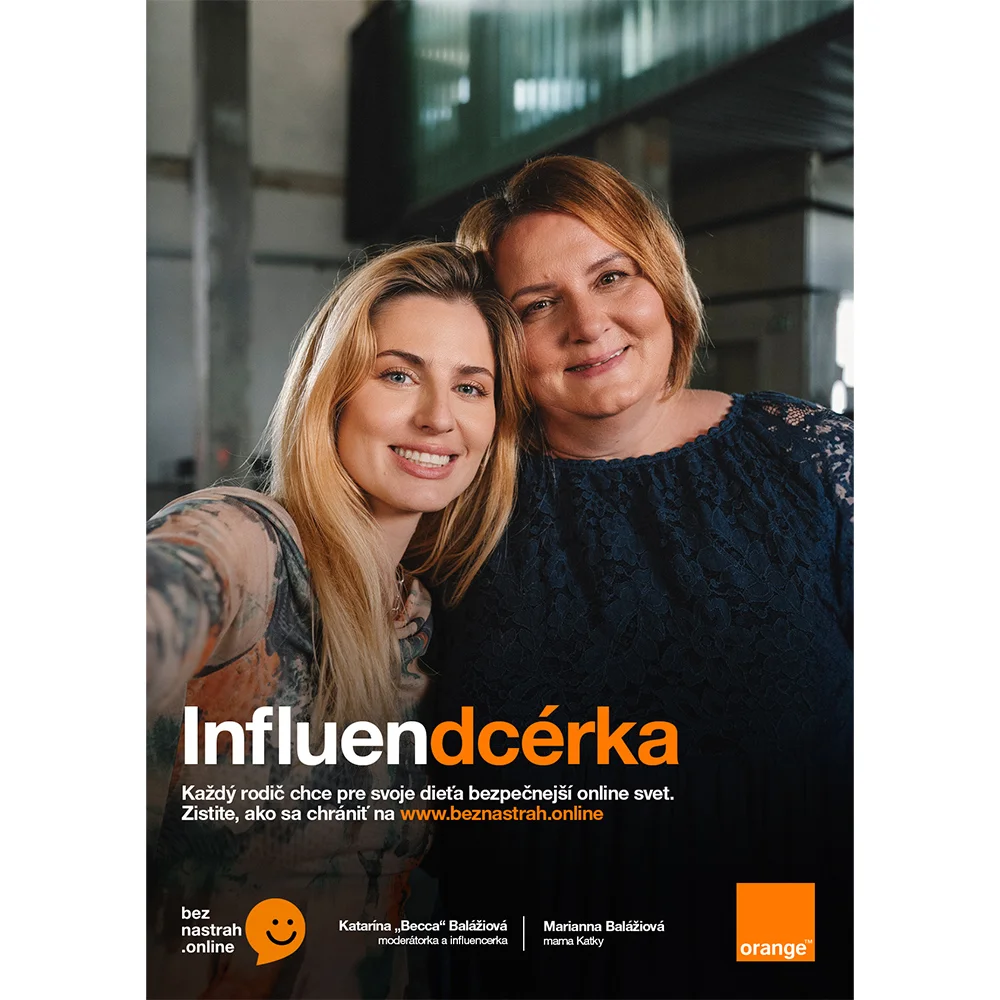 Influendcérka
Každý rodič chce pre svoje dieťa bezpečnejší online svet.
Zistite, ako sa chrániť na www.beznastrah.online
bez
nastrah
.online
Katarína „Becca“ Balážiová
moderátorka a influencerka
Marianna Balážiová
mama Katky
orange™